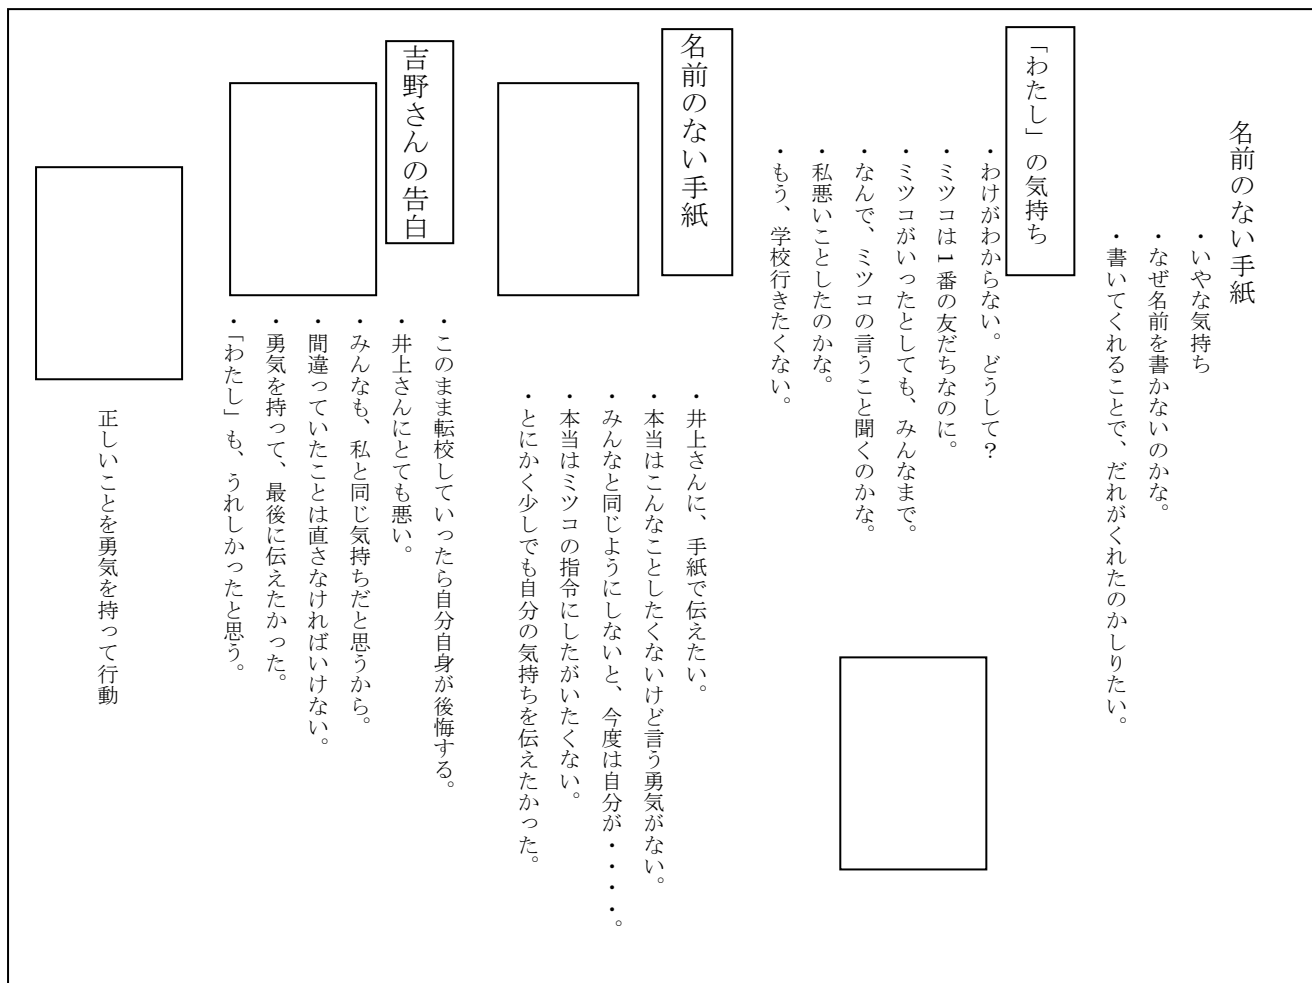 名前のない手紙
・いやな気持ち
・なぜ名前を書かないのかな。
・書いてくれることで、だれがくれたのかしりたい。
「わたし」の気持ち
・わけがわからない。どうして？
・ミツコは１番の友だちなのに。
・ミツコがいったとしても、みんなまで。
・なんで、ミツコの言うこと聞くのかな。
・私悪いことしたのかな。
・もう、学校行きたくない。
名前のない手紙
・井上さんに、手紙で伝えたい。
・本当はこんなことしたくないけど言う勇気がない。
・みんなと同じようにしないと、今度は自分が・・・・。
・本当はミツコの指令にしたがいたくない。
・とにかく少しでも自分の気持ちを伝えたかった。
吉野さんの告白
・このまま転校していったら自分自身が後悔する。
・井上さんにとても悪い。
・みんなも、私と同じ気持ちだと思うから。
・間違っていたことは直さなければいけない。
・勇気を持って、最後に伝えたかった。
・「わたし」も、うれしかったと思う。
正しいことを勇気を持って行動